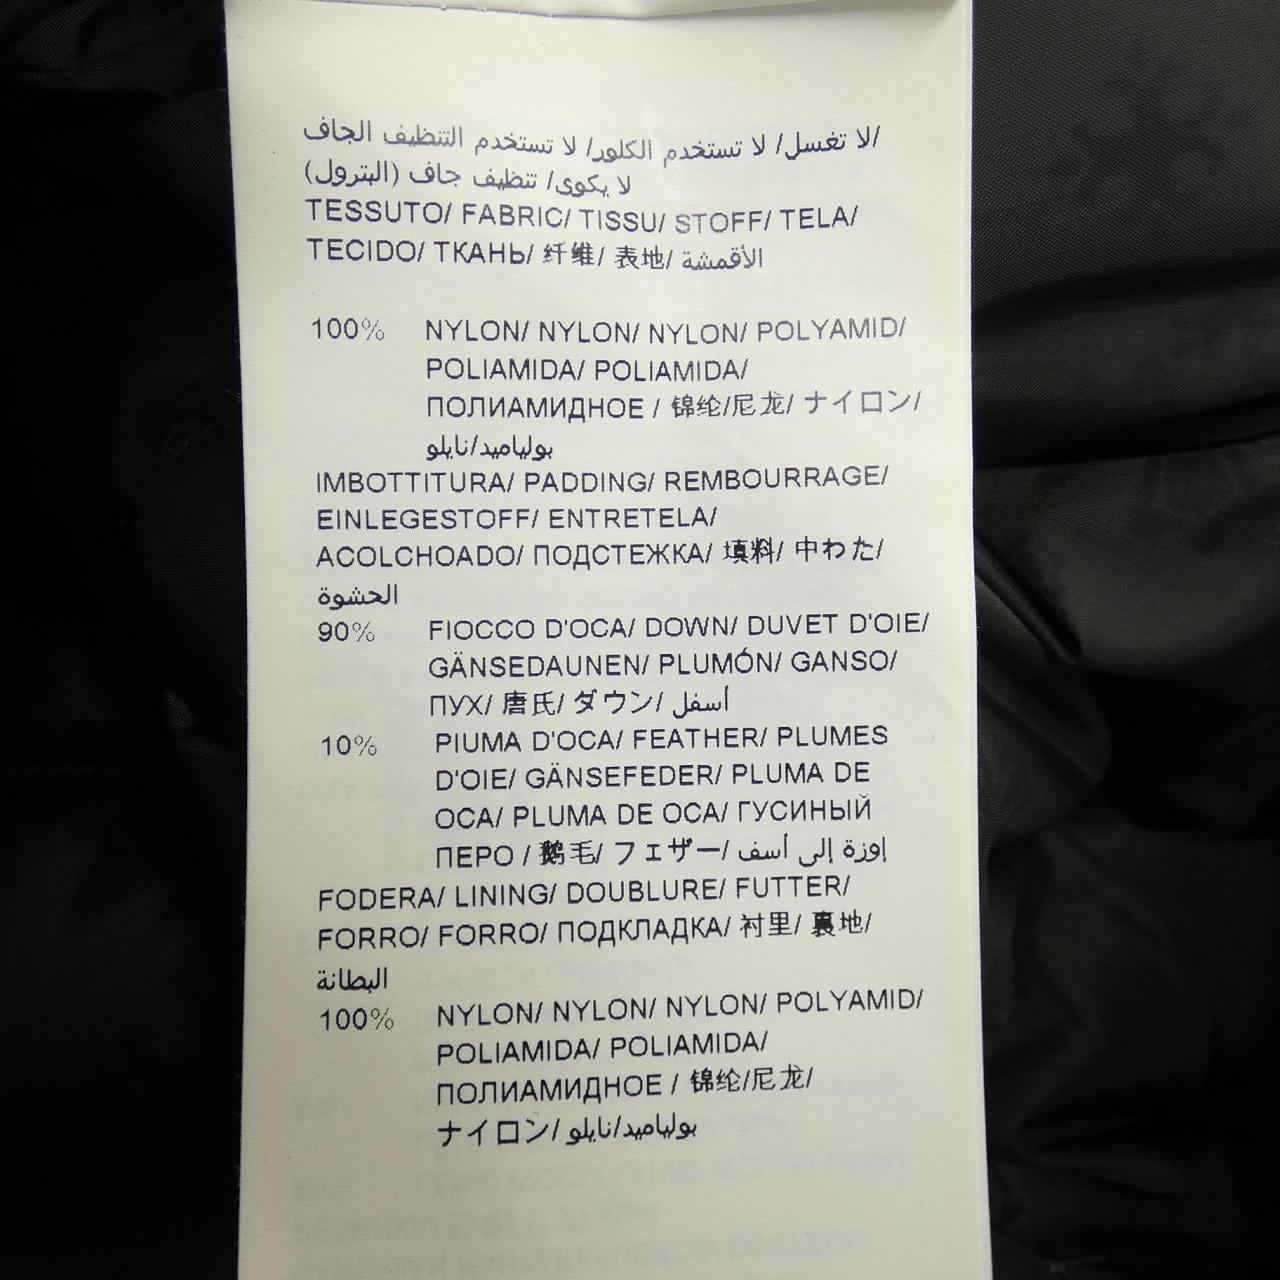 لا تغسل/ لا تستخدم الكلور/ لا تستخدم التنظيف الجاف/
لا يكوى/ تنظيف جاف (البترول)
TESSUTO/ FABRIC/ TISSU/ STOFF/ TELA/
TECIDO/ ТКАНЬ/ 纤维/ 表地/ الأقمشة
100% NYLON/ NYLON/ NYLON/ POLYAMID/
POLIAMIDA/ POLIAMIDA/
ПОЛИАМИДНОЕ / 锦纶/尼龙/ ナイロン/
بولياميد/نايلو
IMBOTTITURA/ PADDING/ REMBOURRAGE/
EINLEGESTOFF/ ENTRETELA/
ACOLCHOADO/ ПОДСТЕЖКА/ 填料/ 中わた/
الحشوة
90% FIOCCO D'OCA/ DOWN/ DUVET D'OIE/
GÄNSEDAUNEN/ PLUMÓN/ GANSO/
ПУХ/ 唐氏/ ダウン/ أسفل
10% PIUMA D'OCA/ FEATHER/ PLUMES
D'OIE/ GÄNSEFEDER/ PLUMA DE
OCA/ PLUMA DE OCA/ ГУСИНЫЙ
ПЕРО / 鹅毛/ フェザー/ إوزة إلى أسف
FODERA/ LINING/ DOUBLURE/ FUTTER/
FORRO/ FORRO/ ПОДКЛАДКА/ 衬里/ 裏地/
البطانة
100% NYLON/ NYLON/ NYLON/ POLYAMID/
POLIAMIDA/ POLIAMIDA/
ПОЛИАМИДНОЕ / 锦纶/尼龙/
ナイロン/ بولياميد/نايلو